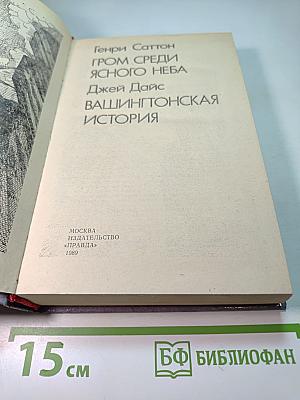 Генри Саттон
ГРОМ СРЕДИ
ЯСНОГО НЕБА
Джей Дайс
ВАШИНГТОНСКАЯ
ИСТОРИЯ
МОСКВА
ИЗДАТЕЛЬСТВО
«ПРАВДА»
1989
15 см
БФ БИБЛИОФАН